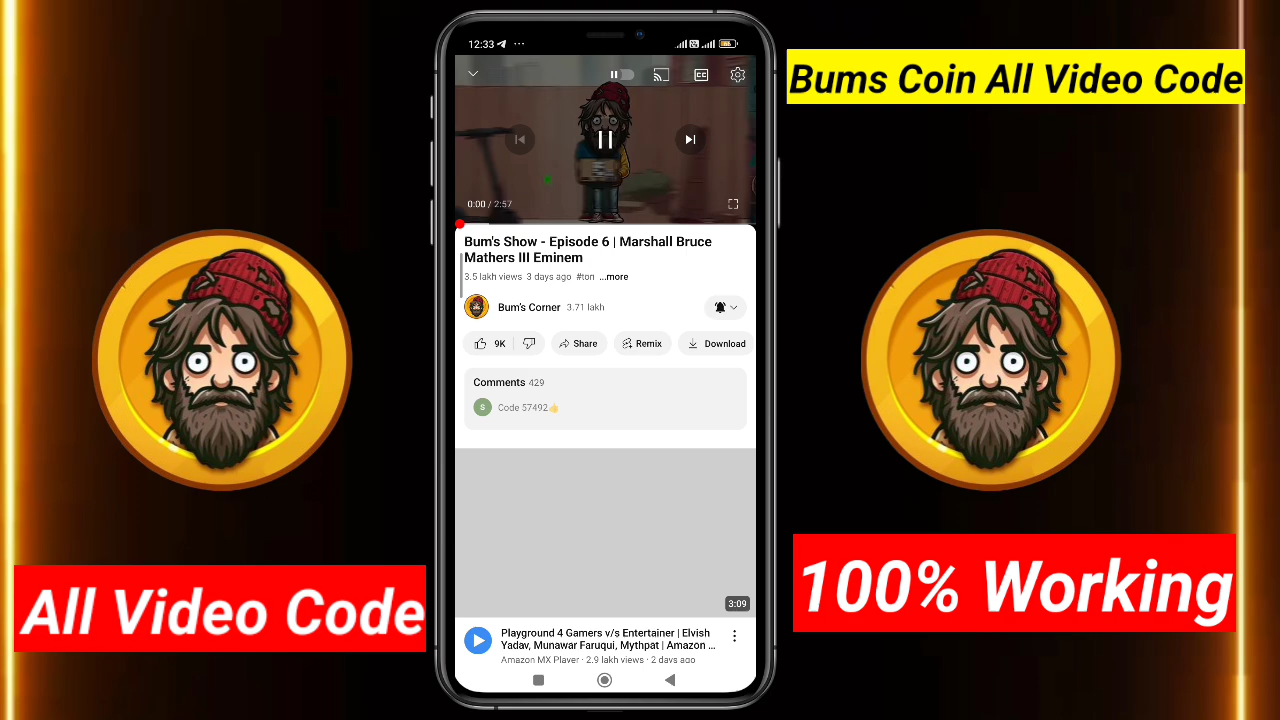 12:33
Bums Coin All Video Code
CC
0:00 / 2:57
Bum's Show - Episode 6 | Marshall Bruce
Mathers III Eminem
3.5 lakh views 3 days ago #ton ...more
Bum's Corner 3.71 lakh
9K Share Remix Download
Comments 429
S Code 57492👍
All Video Code
100% Working
3:09
Playground 4 Gamers v/s Entertainer | Elvish
Yadav, Munawar Faruqui, Mythpat | Amazon ...
Amazon MX Player · 2.9 lakh views · 2 days ago